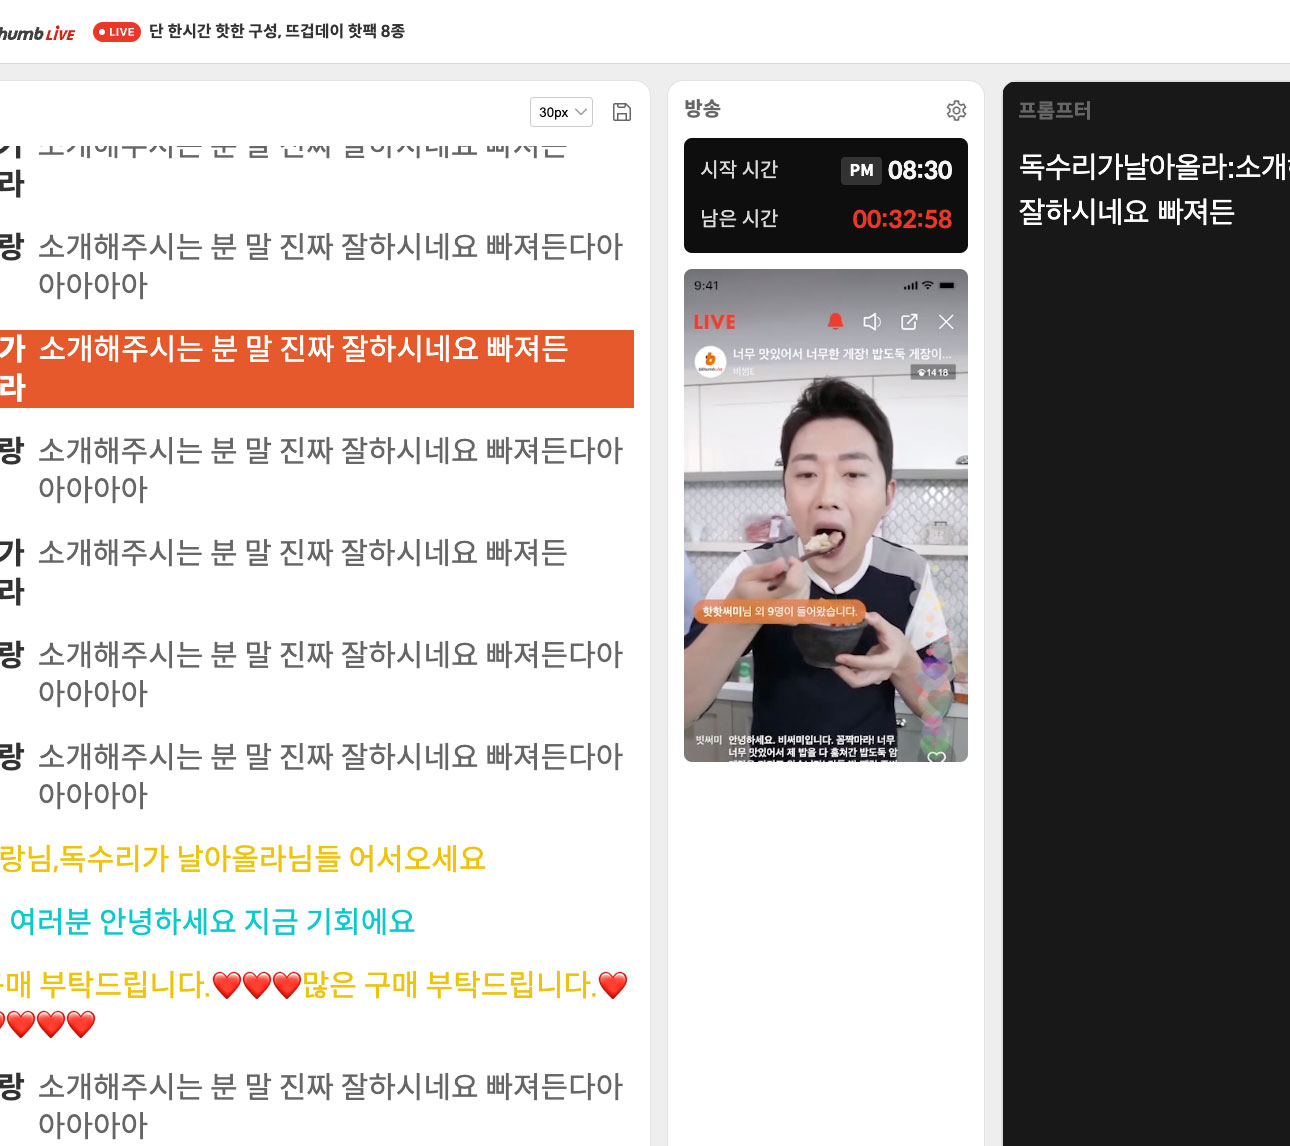 humb LIVE
LIVE 단 한시간 핫한 구성, 뜨겁데이 핫팩 8종
30px
가 소개해주시는 분 말 진짜 잘하시네요 빠져든
라
랑 소개해주시는 분 말 진짜 잘하시네요 빠져든다아
아아아아
가 소개해주시는 분 말 진짜 잘하시네요 빠져든
라
랑 소개해주시는 분 말 진짜 잘하시네요 빠져든다아
아아아아
가 소개해주시는 분 말 진짜 잘하시네요 빠져든
라
랑 소개해주시는 분 말 진짜 잘하시네요 빠져든다아
아아아아
랑 소개해주시는 분 말 진짜 잘하시네요 빠져든다아
아아아아
랑님,독수리가 날아올라님들 어서오세요
여러분 안녕하세요 지금 기회에요
구매 부탁드립니다.❤️❤️❤️많은 구매 부탁드립니다.❤️
❤️❤️❤️❤️
랑 소개해주시는 분 말 진짜 잘하시네요 빠져든다아
아아아아
방송
시작 시간 PM 08:30
남은 시간 00:32:58
9:41
LIVE
너무 맛있어서 너무한 게장! 밥도둑 게장이...
1418
핫핫써미님 외 9명이 들어왔습니다.
빗써미 안녕하세요. 비써미입니다. 꼼짝마라! 너무
너무 맛있어서 제 밥을 다 훔쳐간 밥도둑 암
프롬프터
독수리가날아올라:소개
잘하시네요 빠져든